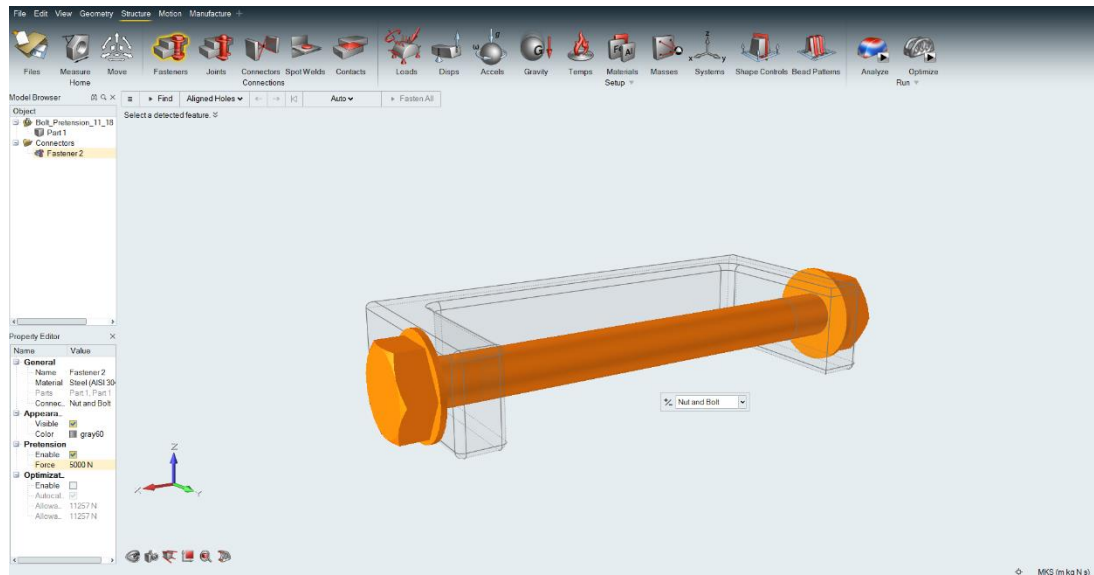 File Edit View Geometry Structure Motion Manufacture +
Files Measure Move Fasteners Joints Connectors Spot Welds Contacts Loads Disps Accels Gravity Temps Materials Masses Systems Shape Controls Bead Patterns Analyze Optimize
Home Connections Setup Run
Model Browser
Find Aligned Holes Auto Fasten All
Object
Select a detected feature.
Bolt_Pretension_11_18
Part 1
Connectors
Fastener 2
Property Editor
Name Value
General
Name Fastener 2
Material Steel (AISI 30
Parts Part 1, Part 1
Connec.. Nut and Bolt
Appeara..
Visible
Color gray60
Pretension
Enable
Force 5000 N
Optimizat..
Enable
Autocal..
Allowa.. 11257 N
Allowa.. 11257 N
Nut and Bolt
Z
X
Y
MKS (m kg N s)